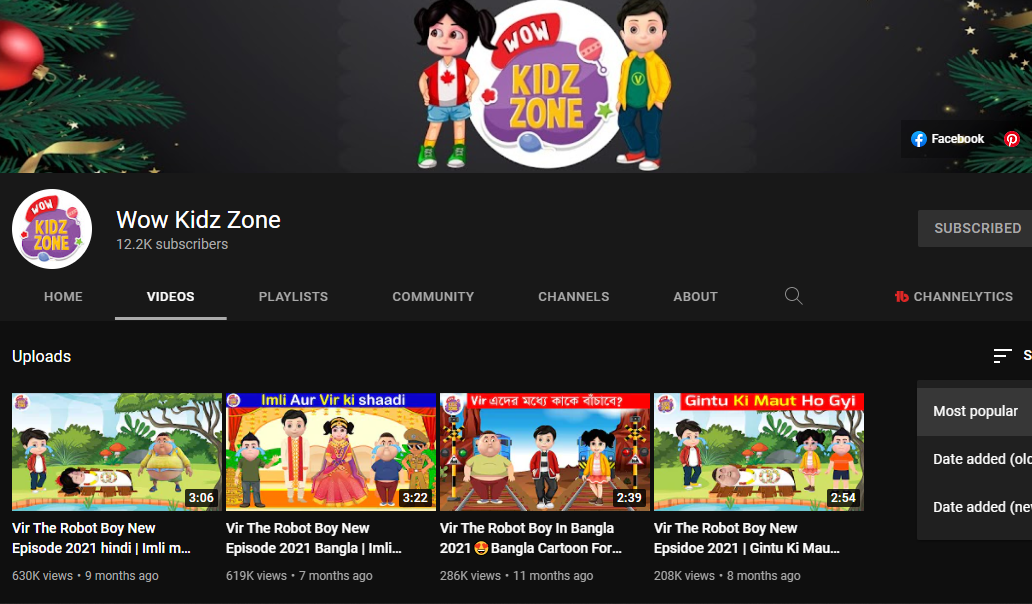 WOW
KIDZ
ZONE
Facebook
WOW
KIDZ
ZONE
Wow Kidz Zone
12.2K subscribers
SUBSCRIBED
HOME
VIDEOS
PLAYLISTS
COMMUNITY
CHANNELS
ABOUT
CHANNELYTICS
Uploads
S
Most popular
Date added (old
Date added (nev
3:06
Vir The Robot Boy New
Episode 2021 hindi | Imli m...
630K views • 9 months ago
Imli Aur Vir ki shaadi
3:22
Vir The Robot Boy New
Episode 2021 Bangla | Imli...
619K views • 7 months ago
Vir এদের মধ্যে কাকে বাঁচাবে?
2:39
Vir The Robot Boy In Bangla
2021 🤩 Bangla Cartoon For...
286K views • 11 months ago
Gintu Ki Maut Ho Gyi
2:54
Vir The Robot Boy New
Epsidoe 2021 | Gintu Ki Mau...
208K views • 8 months ago